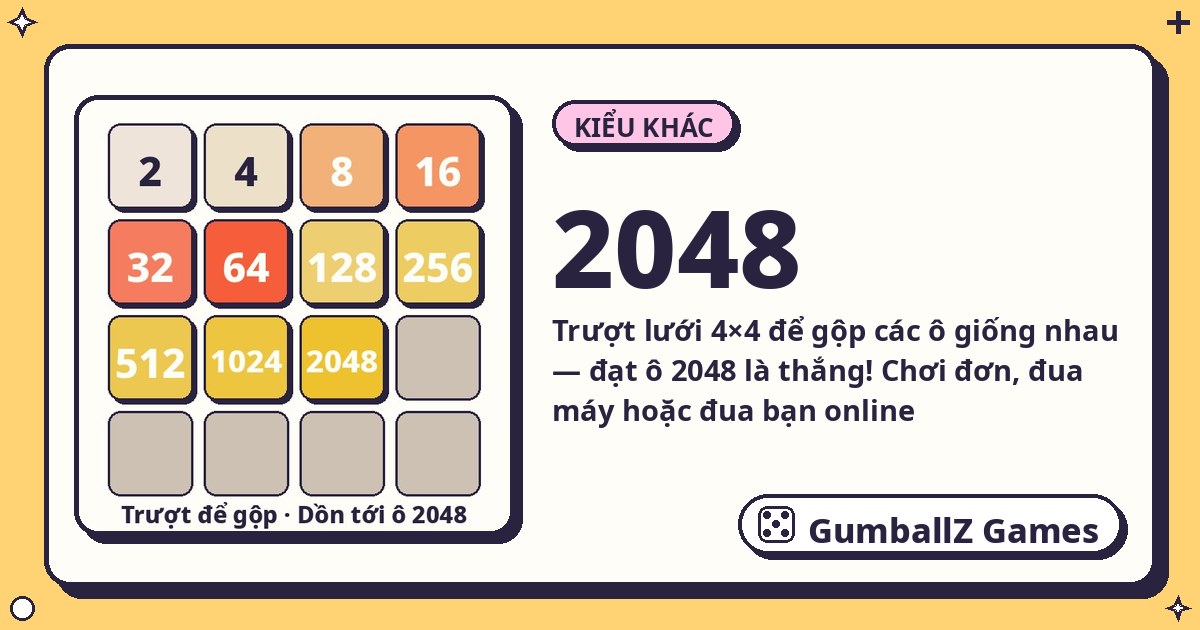 2 4 8 16
32 64 128 256
512 1024 2048
Trượt để gộp · Dồn tới ô 2048
KIỂU KHÁC
2048
Trượt lưới 4×4 để gộp các ô giống nhau
— đạt ô 2048 là thắng! Chơi đơn, đua
máy hoặc đua bạn online
GumballZ Games